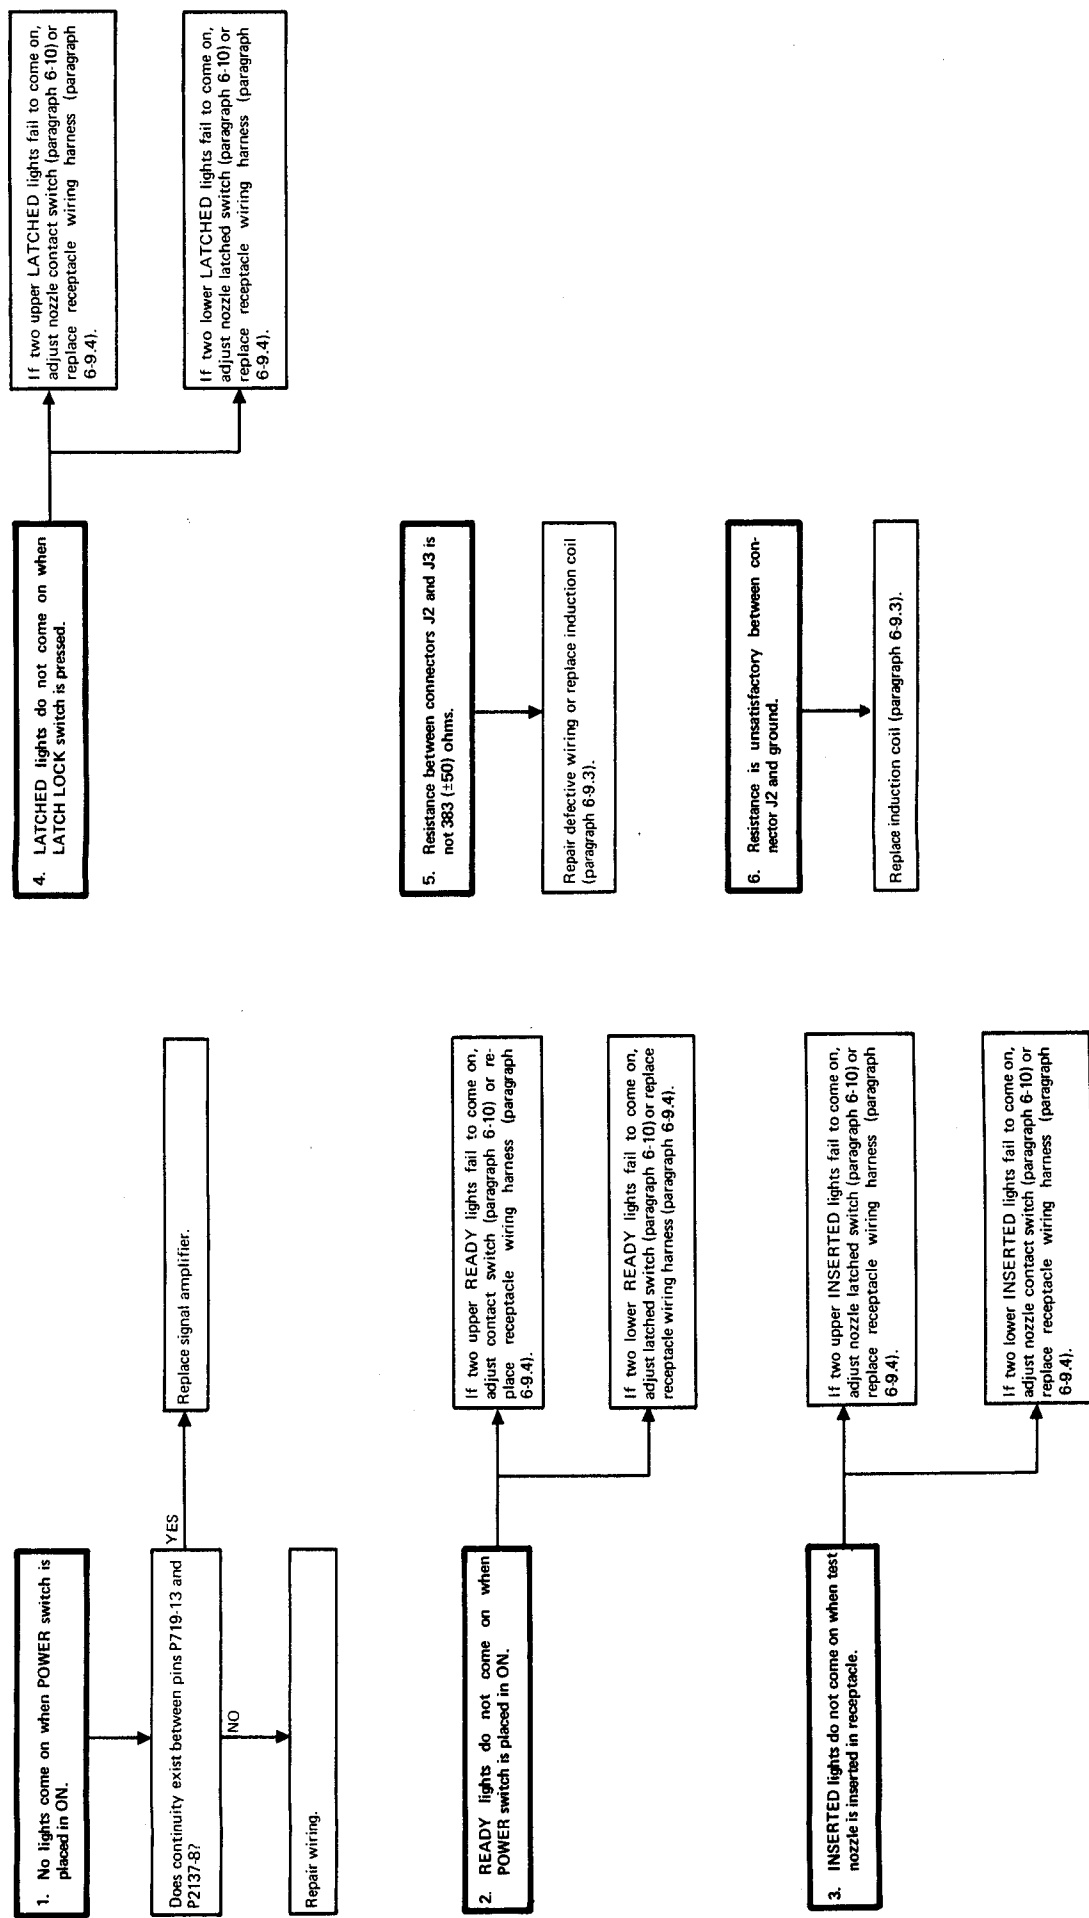 1. No lights come on when POWER switch is
placed in ON.
Does continuity exist between pins P719-13 and
P2137-8?
YES
Replace signal amplifier.
NO
Repair wiring.
2. READY lights do not come on when
POWER switch is placed in ON.
If two upper READY lights fail to come on,
adjust contact switch (paragraph 6-10) or re-
place receptacle wiring harness (paragraph
6-9.4).
If two lower READY lights fail to come on,
adjust latched switch (paragraph 6-10) or replace
receptacle wiring harness (paragraph 6-9.4).
3. INSERTED lights do not come on when test
nozzle is inserted in receptacle.
If two upper INSERTED lights fail to come on,
adjust nozzle latched switch (paragraph 6-10) or
replace receptacle wiring harness (paragraph
6-9.4).
If two lower INSERTED lights fail to come on,
adjust nozzle contact switch (paragraph 6-10) or
replace receptacle wiring harness (paragraph
6-9.4).
4. LATCHED lights do not come on when
LATCH LOCK switch is pressed.
If two upper LATCHED lights fail to come on,
adjust nozzle contact switch (paragraph 6-10) or
replace receptacle wiring harness (paragraph
6-9.4).
If two lower LATCHED lights fail to come on,
adjust nozzle latched switch (paragraph 6-10) or
replace receptacle wiring harness (paragraph
6-9.4).
5. Resistance between connectors J2 and J3 is
not 383 (±50) ohms.
Repair defective wiring or replace induction coil
(paragraph 6-9.3).
6. Resistance is unsatisfactory between con-
nector J2 and ground.
Replace induction coil (paragraph 6-9.3).